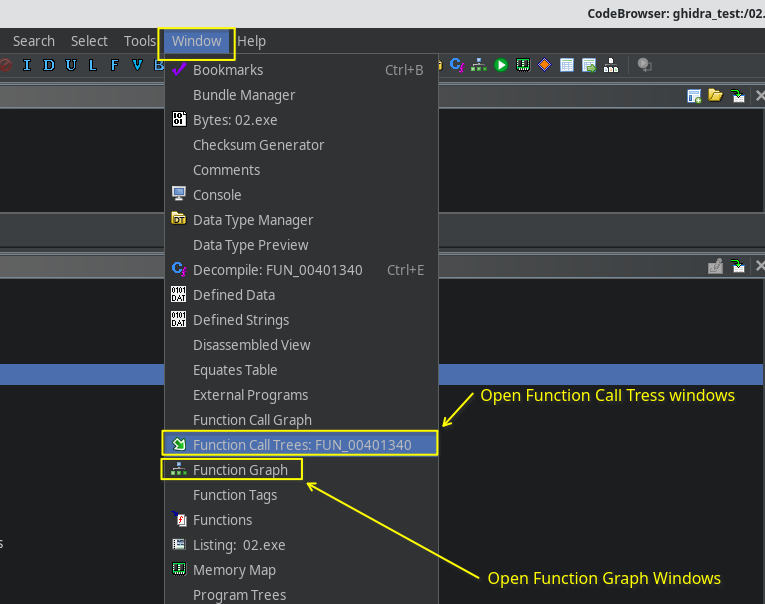 CodeBrowser: ghidra_test:/02.
Search Select Tools Window Help
I D U L F V B
Bookmarks Ctrl+B
Bundle Manager
Bytes: 02.exe
Checksum Generator
Comments
Console
Data Type Manager
Data Type Preview
Decompile: FUN_00401340 Ctrl+E
Defined Data
Defined Strings
Disassembled View
Equates Table
External Programs
Open Function Call Tress windows
Function Call Graph
Function Call Trees: FUN_00401340
Function Graph
Function Tags
Functions
s
Listing: 02.exe
Memory Map
Open Function Graph Windows
Program Trees